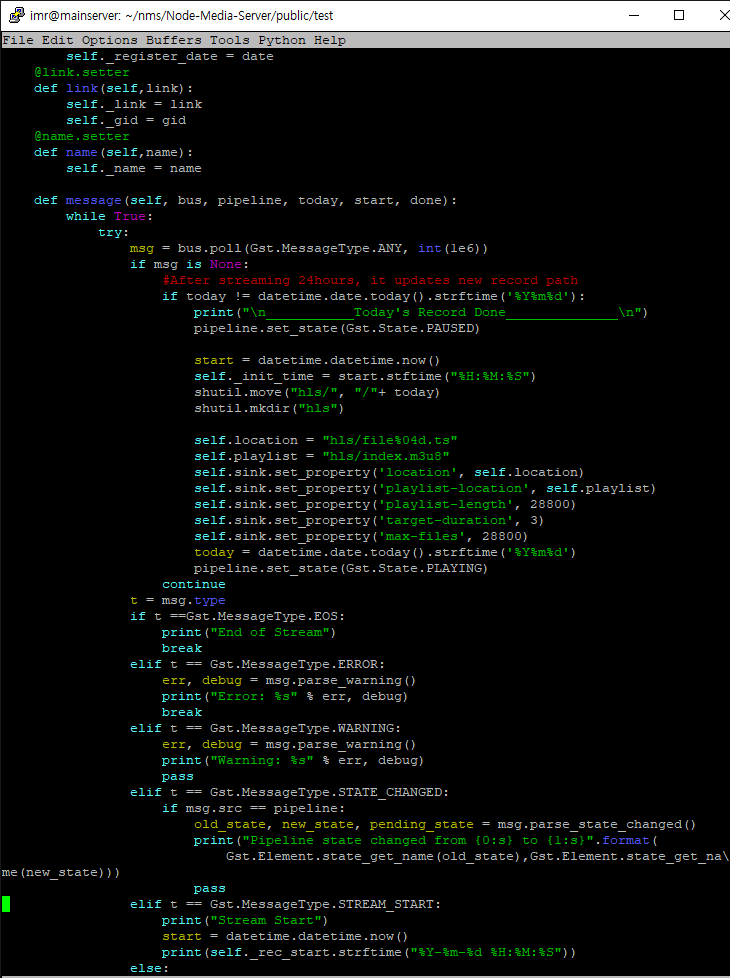 imr@mainserver: ~/nms/Node-Media-Server/public/test
File Edit Options Buffers Tools Python Help
        self._register_date = date
    @link.setter
    def link(self,link):
        self._link = link
        self._gid = gid
    @name.setter
    def name(self,name):
        self._name = name

    def message(self, bus, pipeline, today, start, done):
        while True:
            try:
                msg = bus.poll(Gst.MessageType.ANY, int(1e6))
                if msg is None:
                    #After streaming 24hours, it updates new record path
                    if today != datetime.date.today().strftime('%Y%m%d'):
                        print("\n___________Today's Record Done______________\n")
                        pipeline.set_state(Gst.State.PAUSED)

                        start = datetime.datetime.now()
                        self._init_time = start.stftime("%H:%M:%S")
                        shutil.move("hls/", "/"+ today)
                        shutil.mkdir("hls")

                        self.location = "hls/file%04d.ts"
                        self.playlist = "hls/index.m3u8"
                        self.sink.set_property('location', self.location)
                        self.sink.set_property('playlist-location', self.playlist)
                        self.sink.set_property('playlist-length', 28800)
                        self.sink.set_property('target-duration', 3)
                        self.sink.set_property('max-files', 28800)
                        today = datetime.date.today().strftime('%Y%m%d')
                        pipeline.set_state(Gst.State.PLAYING)
                    continue
                t = msg.type
                if t ==Gst.MessageType.EOS:
                    print("End of Stream")
                    break
                elif t == Gst.MessageType.ERROR:
                    err, debug = msg.parse_warning()
                    print("Error: %s" % err, debug)
                    break
                elif t == Gst.MessageType.WARNING:
                    err, debug = msg.parse_warning()
                    print("Warning: %s" % err, debug)
                    pass
                elif t == Gst.MessageType.STATE_CHANGED:
                    if msg.src == pipeline:
                        old_state, new_state, pending_state = msg.parse_state_changed()
                        print("Pipeline state changed from {0:s} to {1:s}".format(
                            Gst.Element.state_get_name(old_state),Gst.Element.state_get_na\
me(new_state)))
                        pass
                elif t == Gst.MessageType.STREAM_START:
                    print("Stream Start")
                    start = datetime.datetime.now()
                    print(self._rec_start.strftime("%Y-%m-%d %H:%M:%S"))
                else: